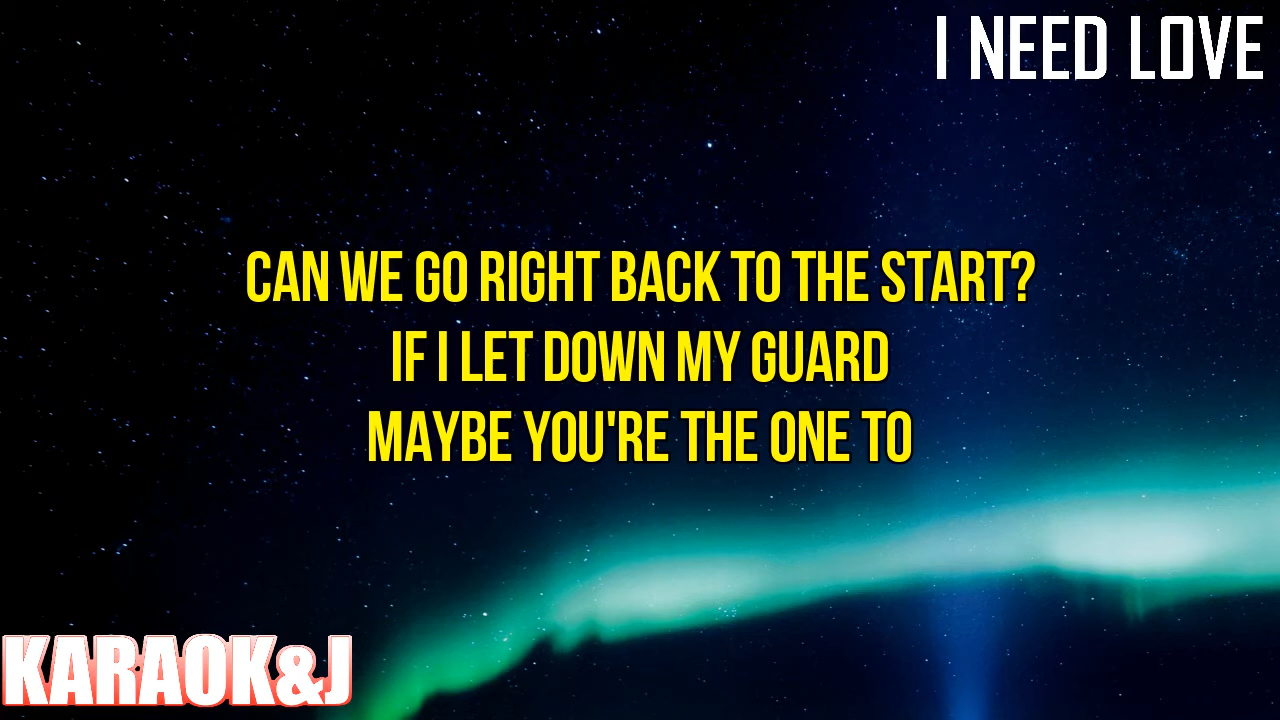 I NEED LOVE
CAN WE GO RIGHT BACK TO THE START?
IF I LET DOWN MY GUARD
MAYBE YOU'RE THE ONE TO
KARAOK&J